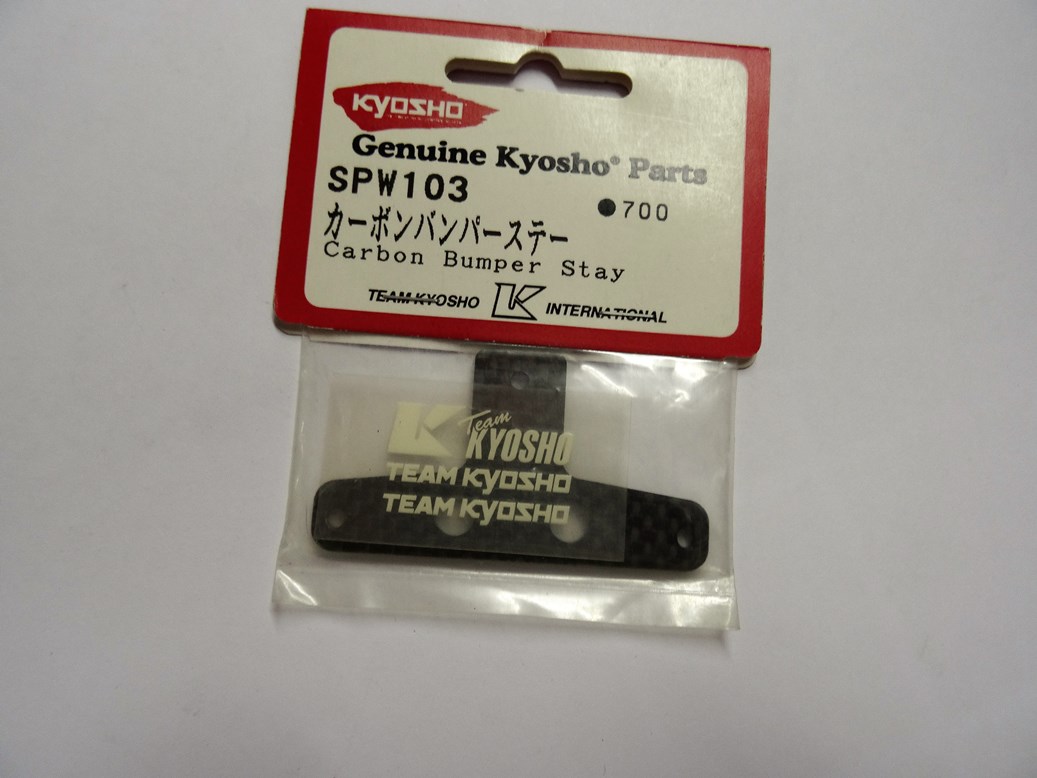 KYOSHO
Genuine Kyosho® Parts
SPW103
●700
カーボンバンパーステー
Carbon Bumper Stay
TEAM KYOSHO K INTERNATIONAL
K Team
KYOSHO
TEAM KYOSHO
TEAM KYOSHO